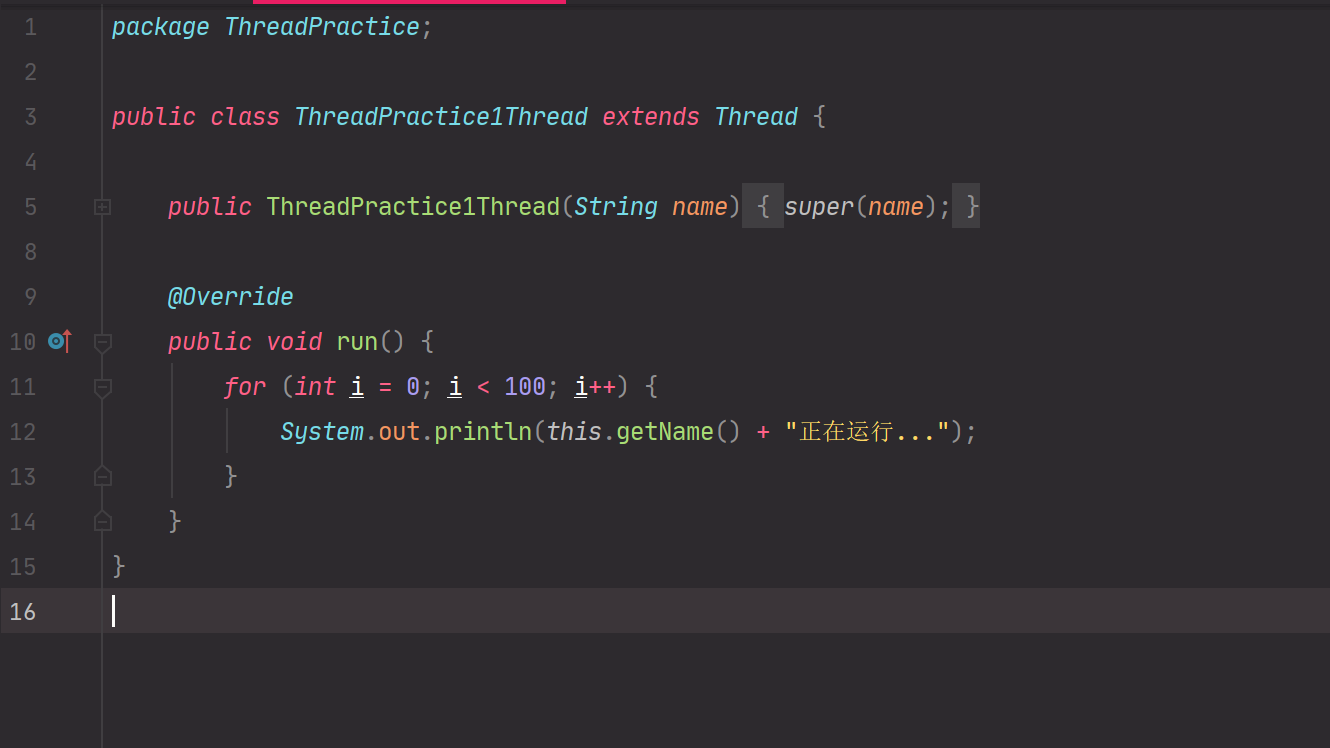 1 package ThreadPractice;
2
3 public class ThreadPractice1Thread extends Thread {
4
5     public ThreadPractice1Thread(String name) { super(name); }
8
9     @Override
10     public void run() {
11         for (int i = 0; i < 100; i++) {
12             System.out.println(this.getName() + "正在运行...");
13         }
14     }
15 }
16